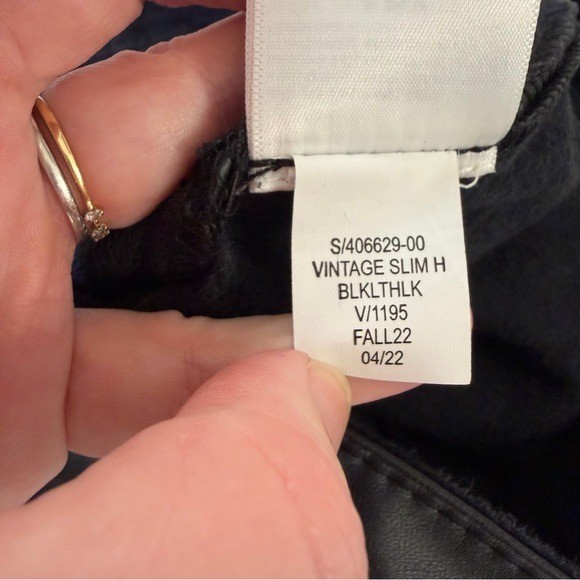 S/406629-00
VINTAGE SLIM H
BLKLTHLK
V/1195
FALL22
04/22